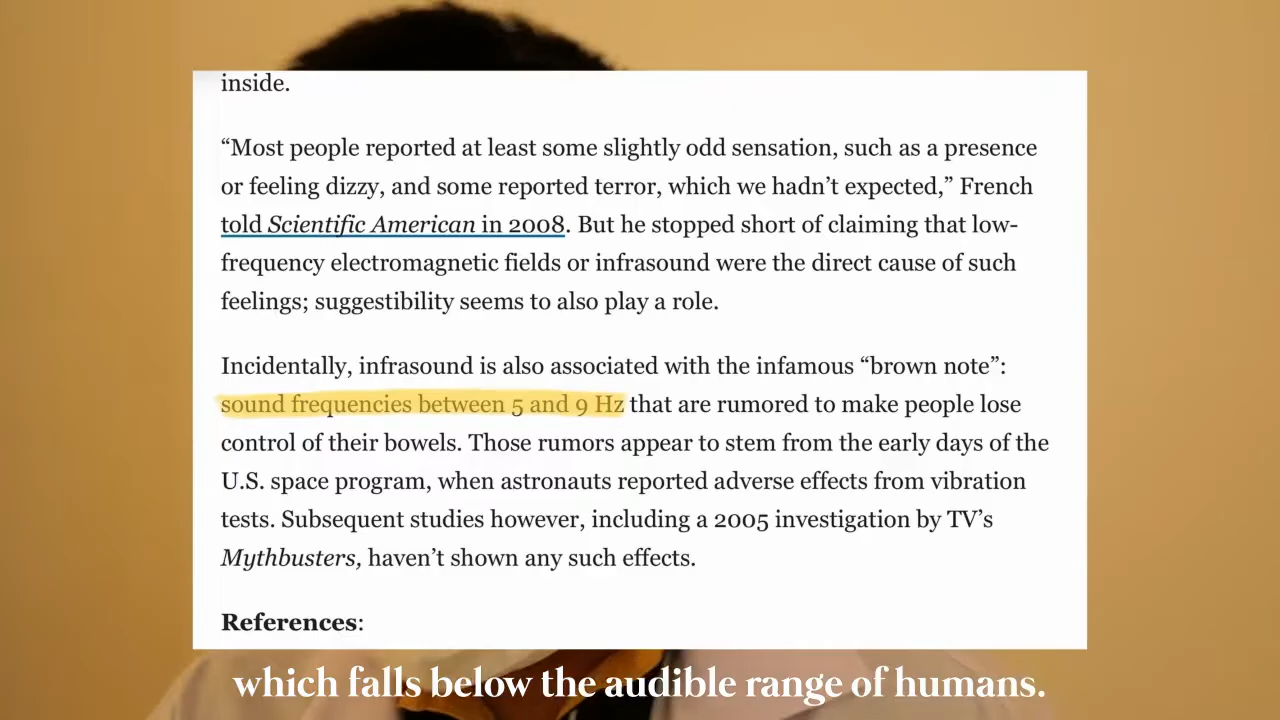 inside.
“Most people reported at least some slightly odd sensation, such as a presence
or feeling dizzy, and some reported terror, which we hadn’t expected,” French
told Scientific American in 2008. But he stopped short of claiming that low-
frequency electromagnetic fields or infrasound were the direct cause of such
feelings; suggestibility seems to also play a role.
Incidentally, infrasound is also associated with the infamous “brown note”:
sound frequencies between 5 and 9 Hz that are rumored to make people lose
control of their bowels. Those rumors appear to stem from the early days of the
U.S. space program, when astronauts reported adverse effects from vibration
tests. Subsequent studies however, including a 2005 investigation by TV’s
Mythbusters, haven’t shown any such effects.
References:
which falls below the audible range of humans.